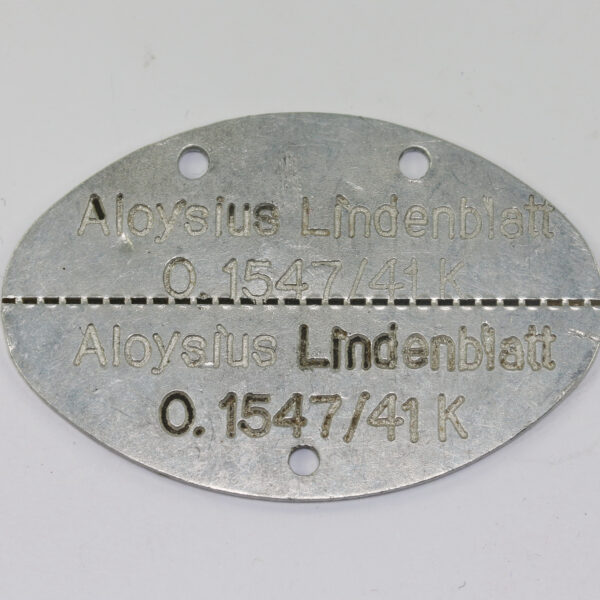 Aloysius Lindenblatt
O. 1547/41 K
Aloysius Lindenblatt
O. 1547/41 K